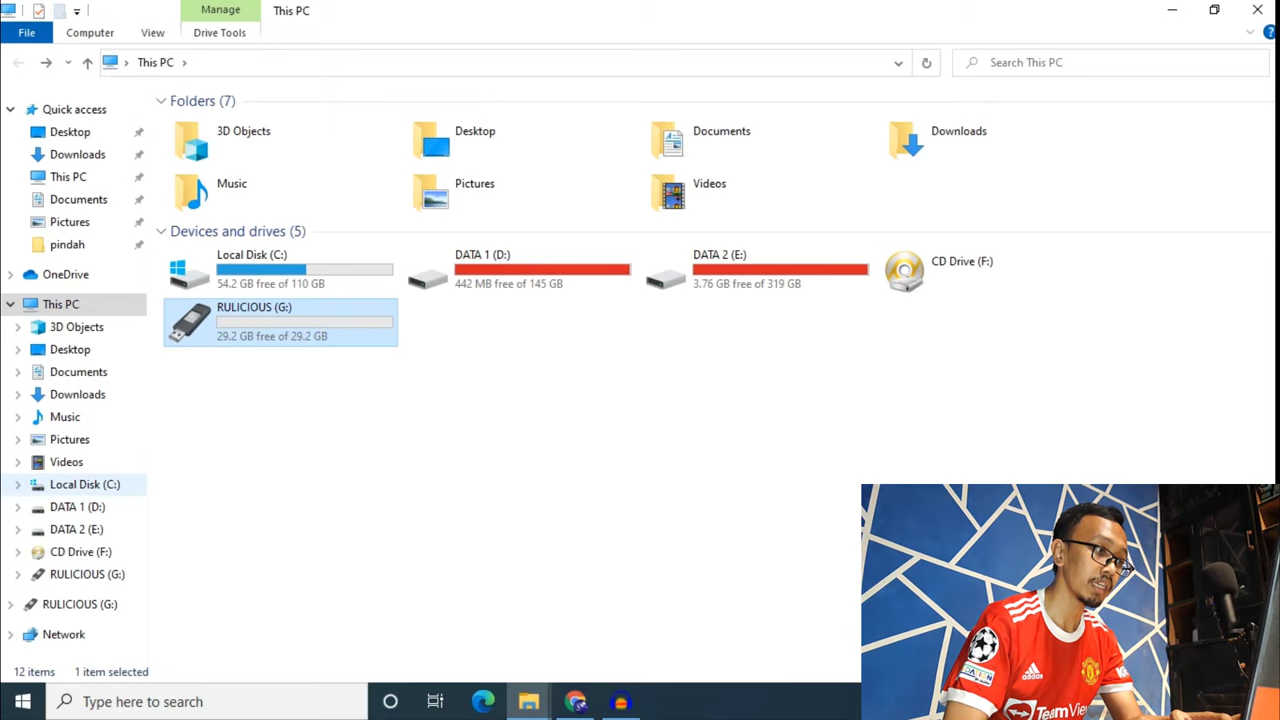 Manage
This PC
File
Computer
View
Drive Tools
This PC
Search This PC
Quick access
Desktop
Downloads
This PC
Documents
Pictures
pindah
OneDrive
This PC
3D Objects
Desktop
Documents
Downloads
Music
Pictures
Videos
Local Disk (C:)
DATA 1 (D:)
DATA 2 (E:)
CD Drive (F:)
RULICIOUS (G:)
RULICIOUS (G:)
Network
Folders (7)
3D Objects
Desktop
Documents
Downloads
Music
Pictures
Videos
Devices and drives (5)
Local Disk (C:)
54.2 GB free of 110 GB
DATA 1 (D:)
442 MB free of 145 GB
DATA 2 (E:)
3.76 GB free of 319 GB
CD Drive (F:)
RULICIOUS (G:)
29.2 GB free of 29.2 GB
12 items
1 item selected
Type here to search
adidas
TeamVie